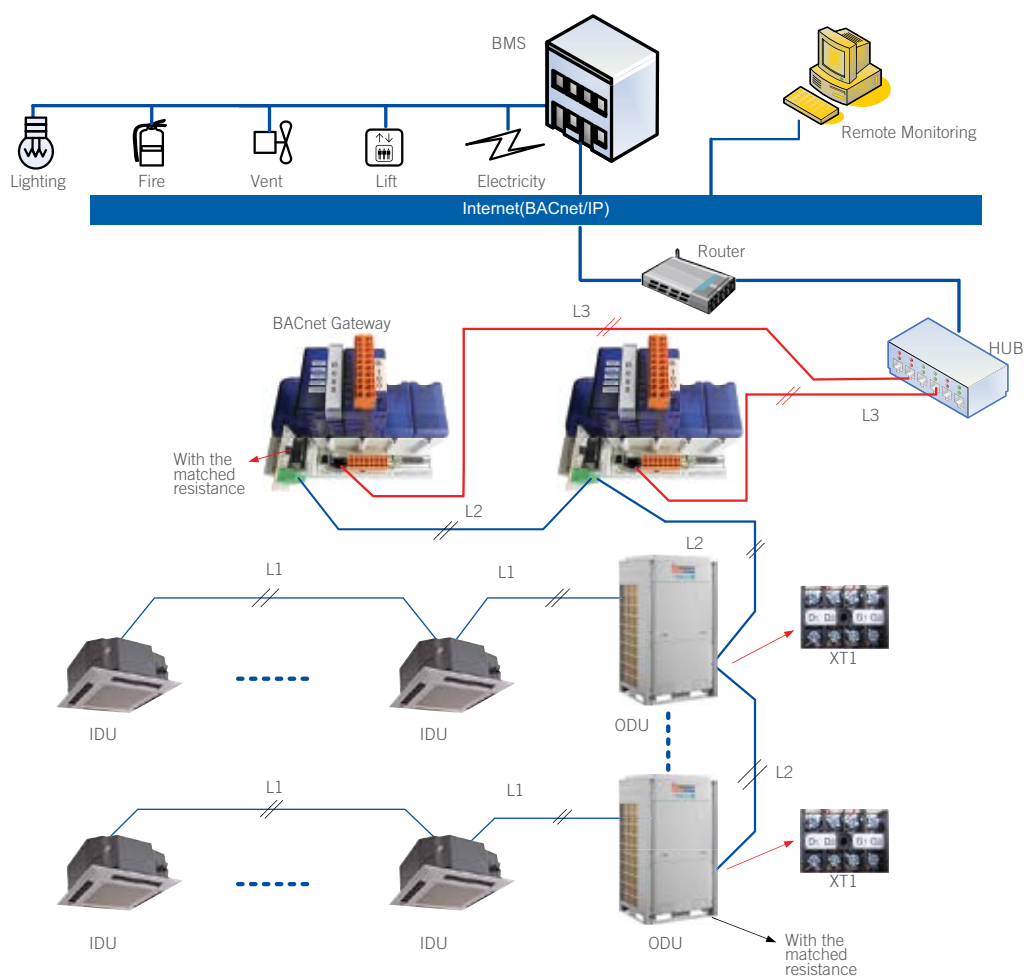 BMS
Remote Monitoring
Lighting
Fire
Vent
Lift
Electricity
Internet(BACnet/IP)
Router
BACnet Gateway
L3
HUB
L3
With the
matched
resistance
L2
L2
L1
L1
XT1
IDU
IDU
ODU
L2
L1
L1
XT1
IDU
IDU
ODU
With the
matched
resistance